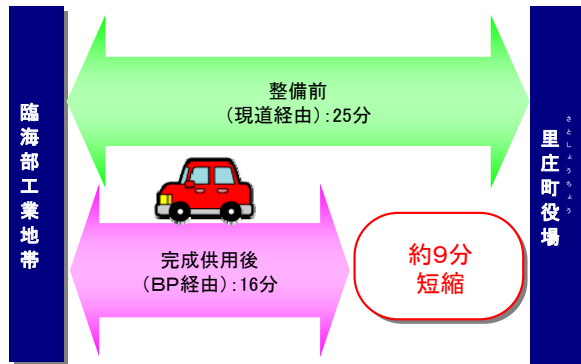 臨海部工業地帯
整備前
(現道経由):25分
完成供用後
(BP経由):16分
約9分
短縮
里庄町役場
さとしょうちょう